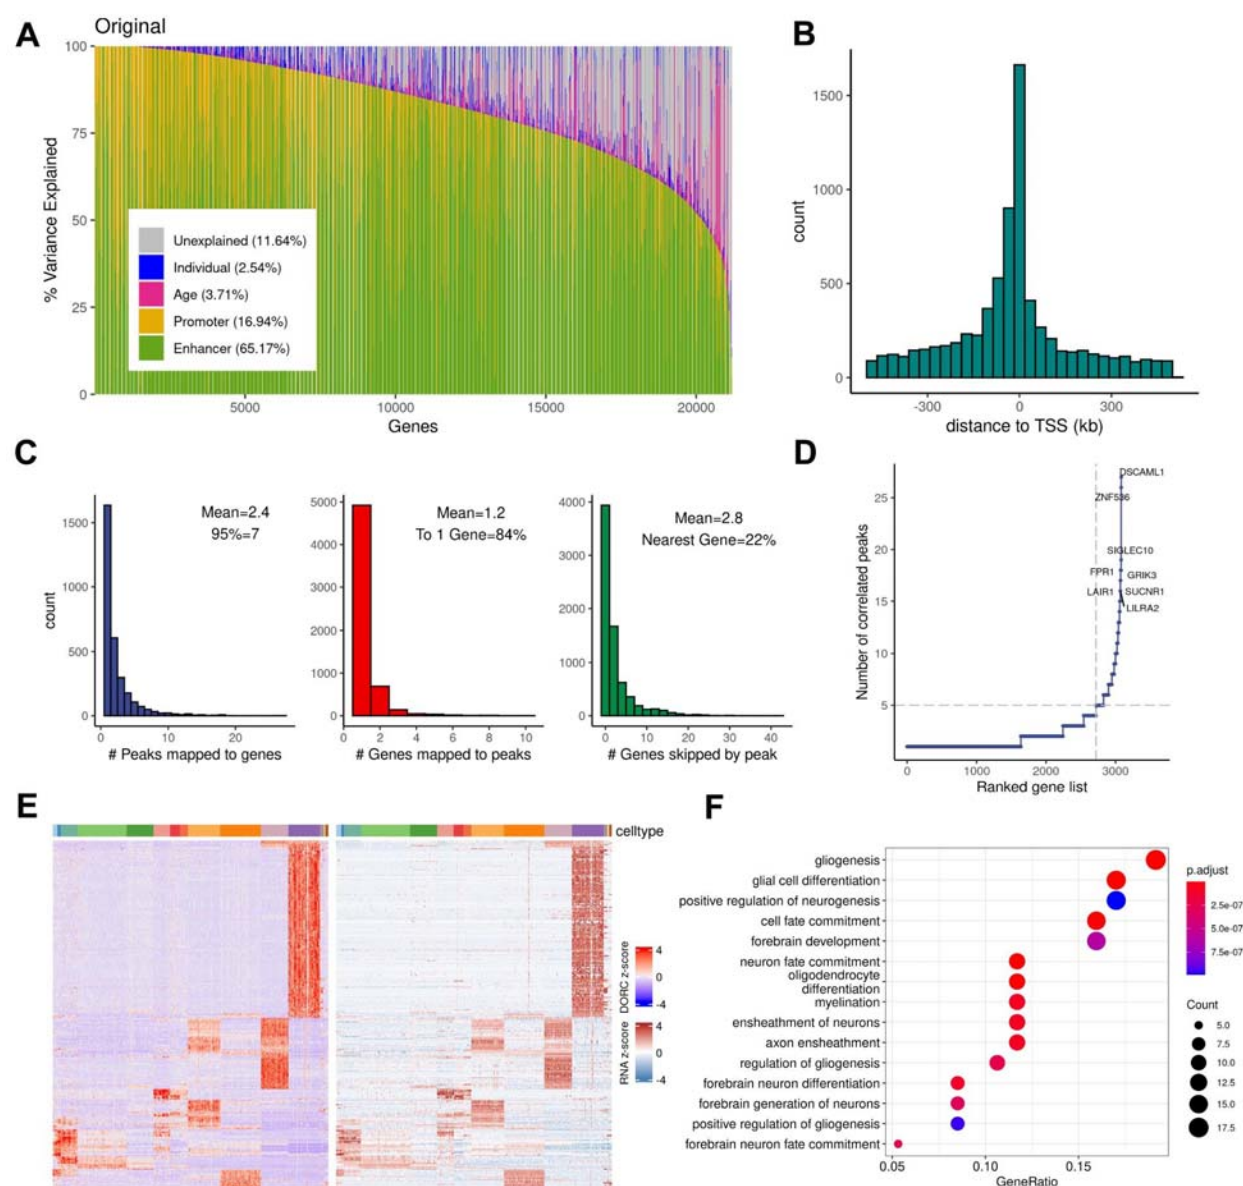 A
Original
100
75
50
25
0
% Variance Explained
Unexplained (11.64%)
Individual (2.54%)
Age (3.71%)
Promoter (16.94%)
Enhancer (65.17%)
5000
10000
15000
20000
Genes
B
1500
1000
500
0
count
-300
0
300
distance to TSS (kb)
C
1500
1000
500
0
count
Mean=2.4
95%=7
0
10
20
# Peaks mapped to genes
5000
4000
3000
2000
1000
0
Mean=1.2
To 1 Gene=84%
0
2
4
6
8
10
# Genes mapped to peaks
4000
3000
2000
1000
0
Mean=2.8
Nearest Gene=22%
0
10
20
30
40
# Genes skipped by peak
D
25
20
15
10
5
Number of correlated peaks
DSCAML1
ZNF536
SIGLEC10
FPR1
GRIK3
LAIR1
SUCNR1
LILRA2
0
1000
2000
3000
Ranked gene list
E
celltype
DORC z-score
4
0
-4
RNA z-score
4
0
-4
F
gliogenesis
glial cell differentiation
positive regulation of neurogenesis
cell fate commitment
forebrain development
neuron fate commitment
oligodendrocyte
differentiation
myelination
ensheathment of neurons
axon ensheathment
regulation of gliogenesis
forebrain neuron differentiation
forebrain generation of neurons
positive regulation of gliogenesis
forebrain neuron fate commitment
0.05
0.10
0.15
GeneRatio
p.adjust
2.5e-07
5.0e-07
7.5e-07
Count
5.0
7.5
10.0
12.5
15.0
17.5